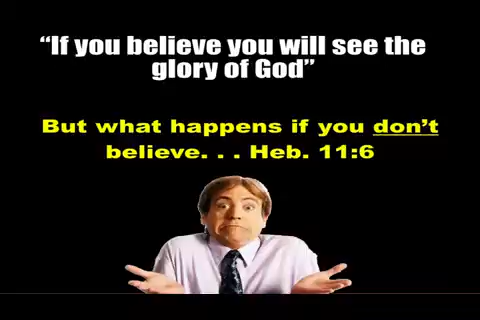 “If you believe you will see the
glory of God”
But what happens if you don’t
believe. . . Heb. 11:6